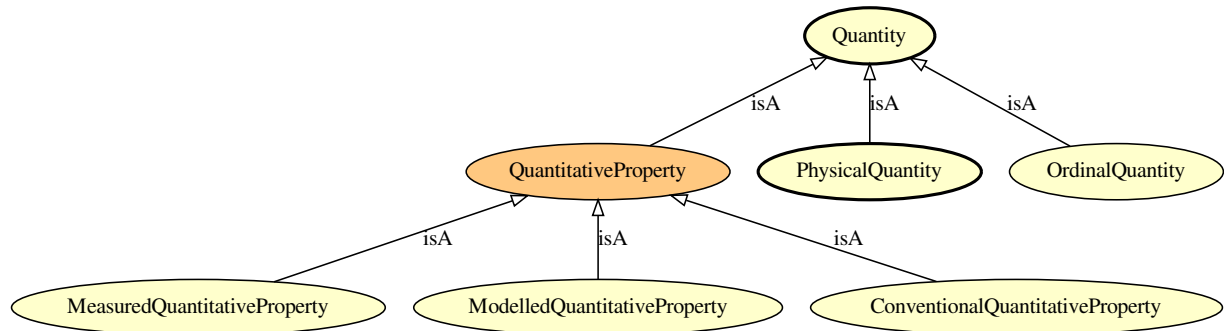 Quantity
isA isA isA
QuantitativeProperty PhysicalQuantity OrdinalQuantity
isA isA isA
MeasuredQuantitativeProperty ModelledQuantitativeProperty ConventionalQuantitativeProperty